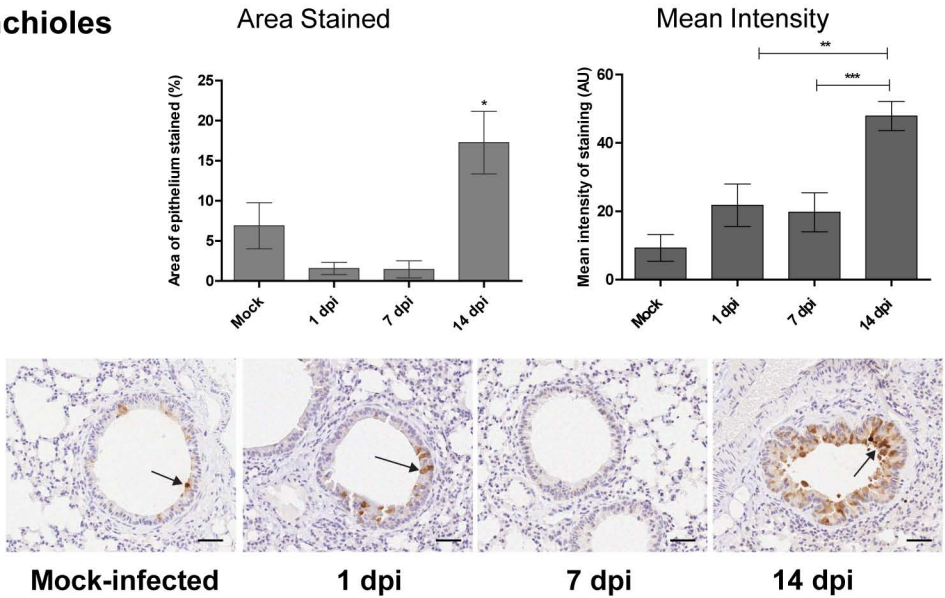 chioles
Area Stained
Mean Intensity
Area of epithelium stained (%)
25
20
15
10
5
0
*
Mock
1 dpi
7 dpi
14 dpi
Mean intensity of staining (AU)
60
40
20
0
**
***
Mock
1 dpi
7 dpi
14 dpi
Mock-infected
1 dpi
7 dpi
14 dpi